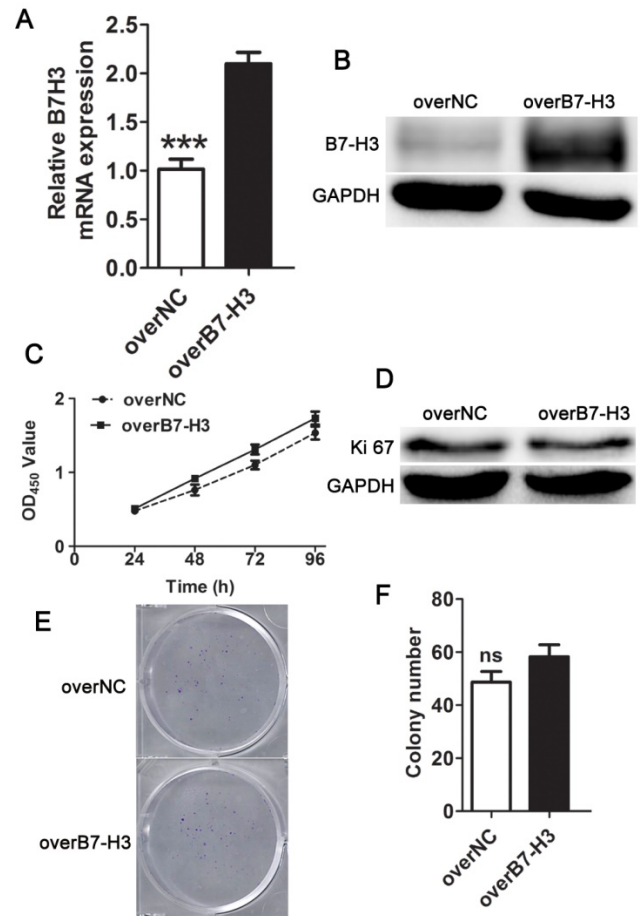 A
Relative B7H3
mRNA expression
2.5
2.0
1.5
1.0
0.5
0.0
***
overNC
overB7-H3
B
overNC overB7-H3
B7-H3
GAPDH
C
overNC
overB7-H3
OD450 Value
2
1
0
0 24 48 72 96
Time (h)
D
overNC overB7-H3
Ki 67
GAPDH
E
overNC
overB7-H3
F
Colony number
80
60
40
20
0
ns
overNC
overB7-H3